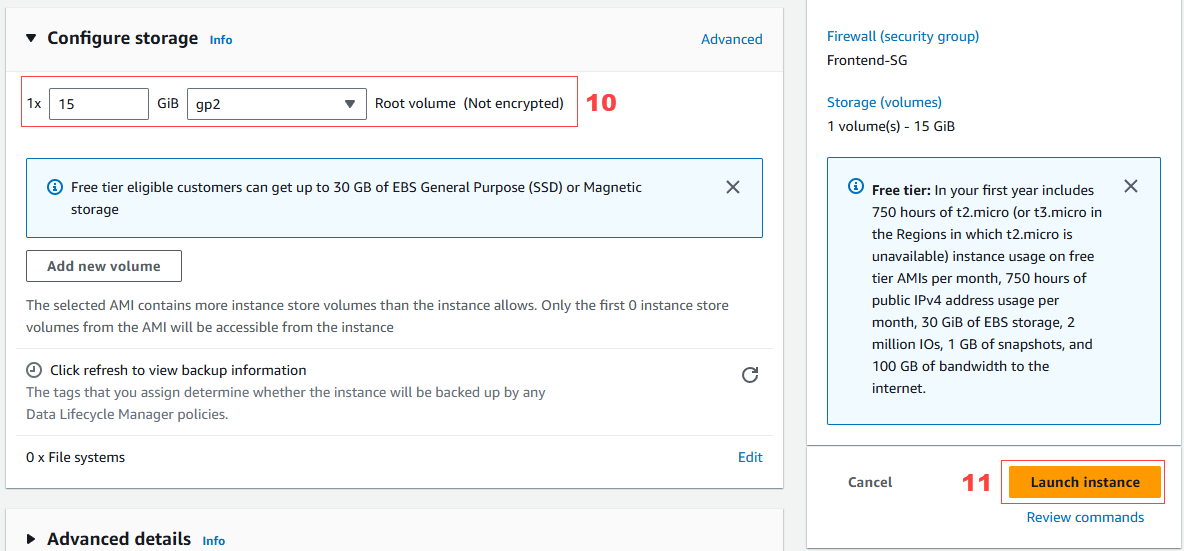 Configure storage Info
Advanced
1x 15 GiB gp2 Root volume (Not encrypted) 10
Free tier eligible customers can get up to 30 GB of EBS General Purpose (SSD) or Magnetic
storage
Add new volume
The selected AMI contains more instance store volumes than the instance allows. Only the first 0 instance store
volumes from the AMI will be accessible from the instance
Click refresh to view backup information
The tags that you assign determine whether the instance will be backed up by any
Data Lifecycle Manager policies.
0 x File systems
Edit
Advanced details Info
Firewall (security group)
Frontend-SG
Storage (volumes)
1 volume(s) - 15 GiB
Free tier: In your first year includes
750 hours of t2.micro (or t3.micro in
the Regions in which t2.micro is
unavailable) instance usage on free
tier AMIs per month, 750 hours of
public IPv4 address usage per
month, 30 GiB of EBS storage, 2
million IOs, 1 GB of snapshots, and
100 GB of bandwidth to the
internet.
Cancel
11 Launch instance
Review commands